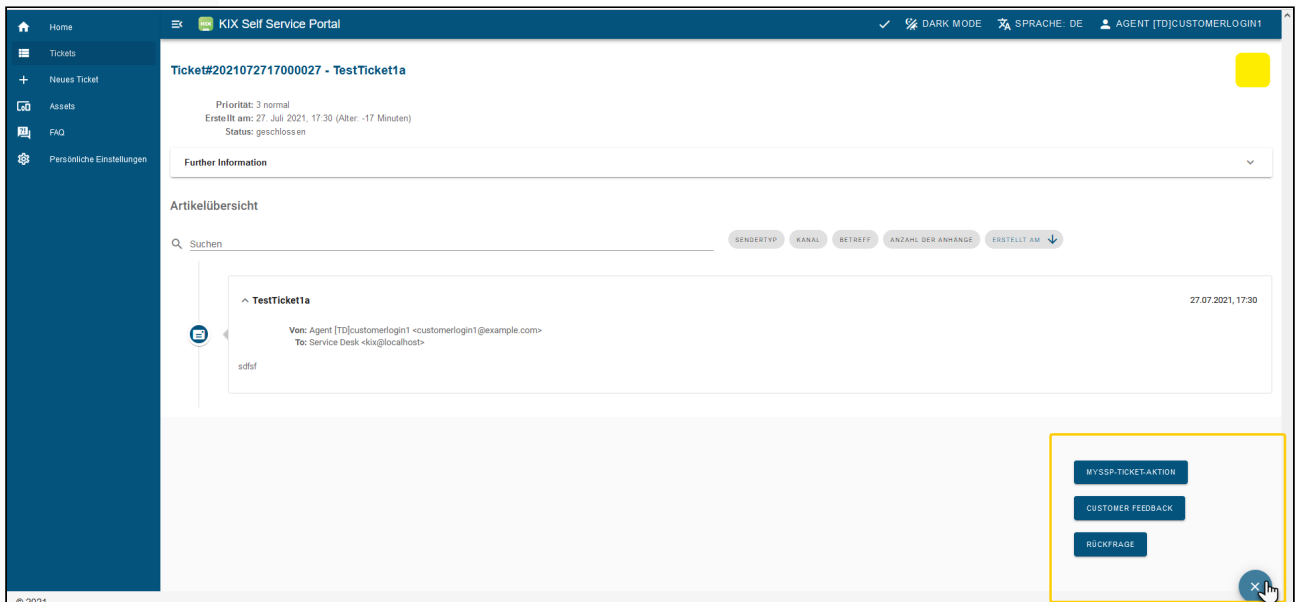 Home
KIX Self Service Portal
DARK MODE
SPRACHE: DE
AGENT [TD]CUSTOMERLOGIN1
Tickets
Neues Ticket
Assets
FAQ
Persönliche Einstellungen
Ticket#2021072717000027 - TestTicket1a
Priorität: 3 normal
Erstellt am: 27. Juli 2021, 17:30 (Alter: -17 Minuten)
Status: geschlossen
Further Information
Artikelübersicht
Suchen
SENDERTYP
KANAL
BETREFF
ANZAHL DER ANHÄNGE
ERSTELLT AM
TestTicket1a
27.07.2021, 17:30
Von: Agent [TD]customerlogin1 <customerlogin1@example.com>
To: Service Desk <kix@localhost>
sdfsf
MYSSP-TICKET-AKTION
CUSTOMER FEEDBACK
RÜCKFRAGE
© 2021